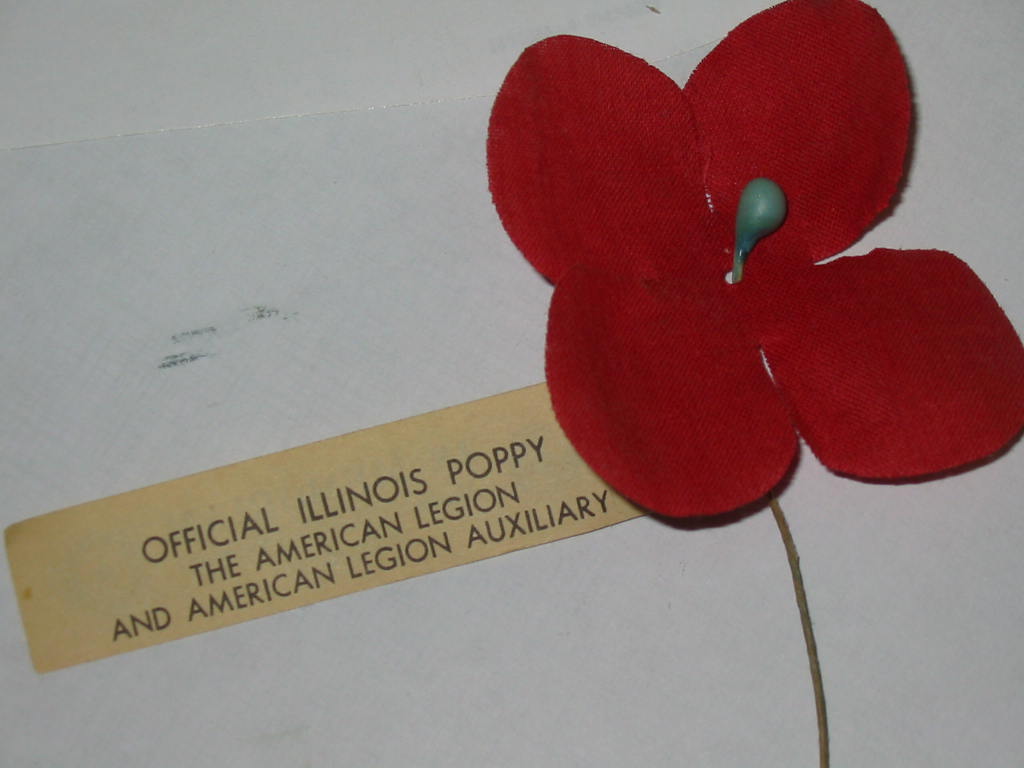 OFFICIAL ILLINOIS POPPY
THE AMERICAN LEGION
AND AMERICAN LEGION AUXILIARY